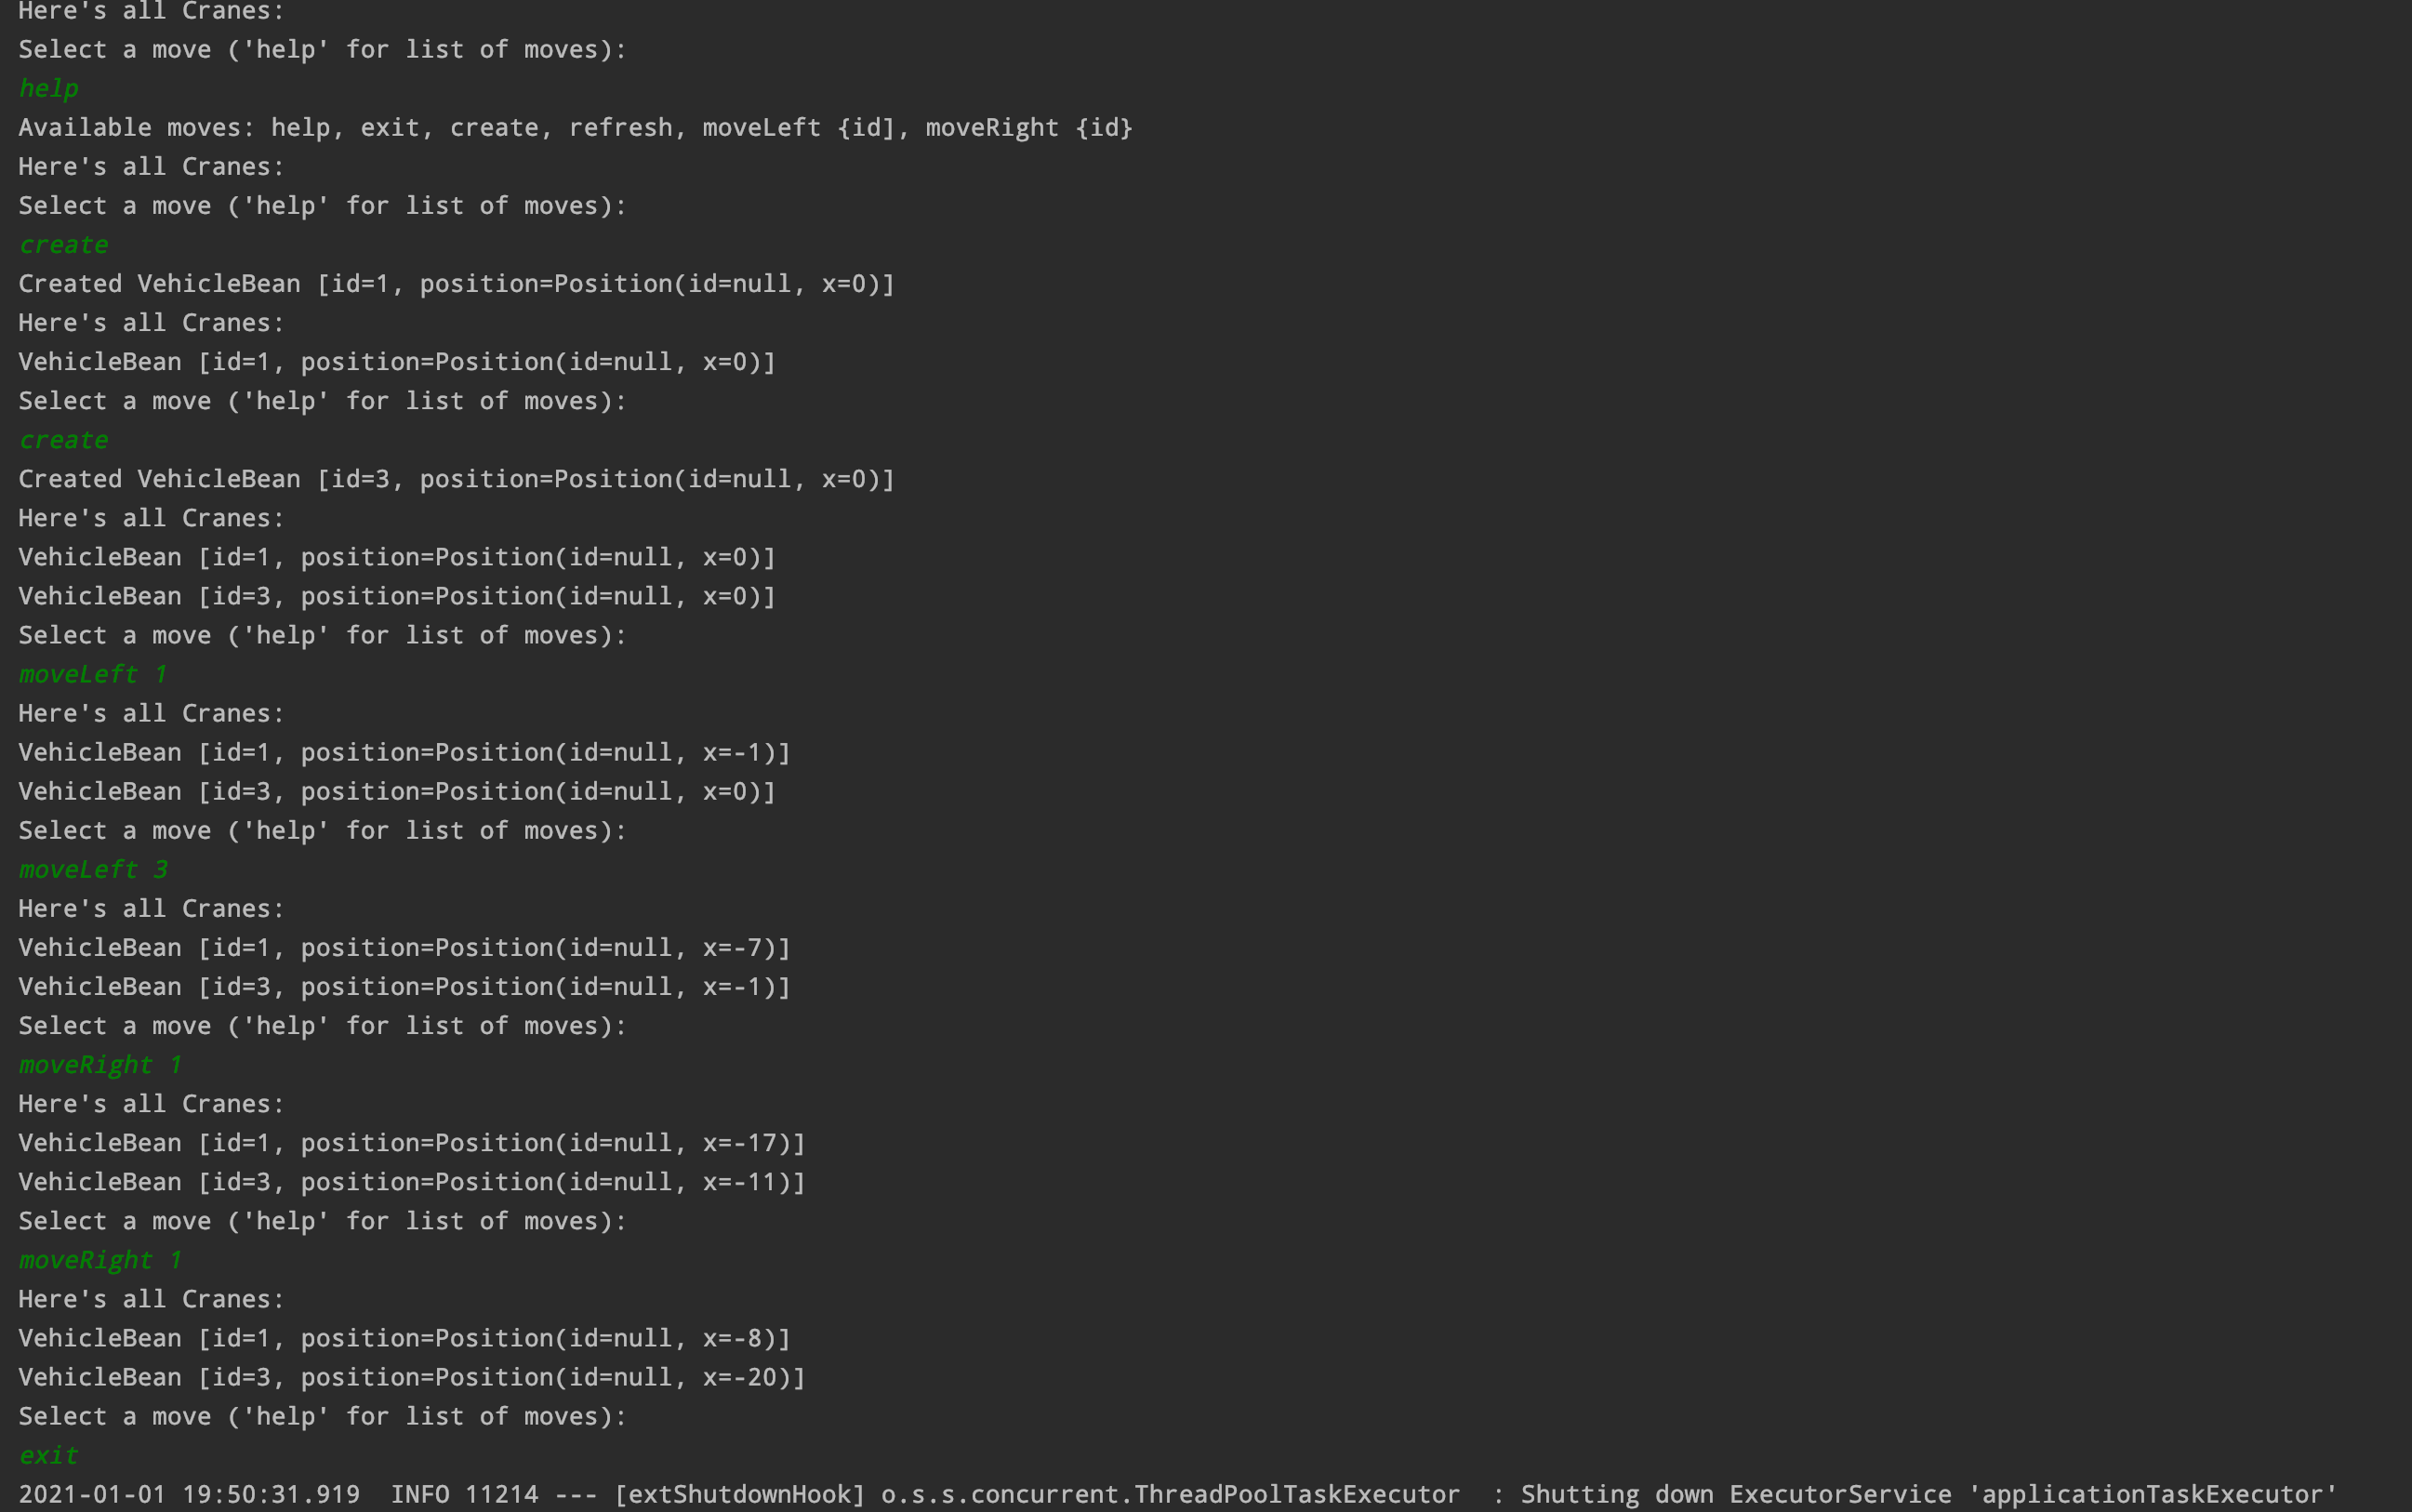 Here's all Cranes:
Select a move ('help' for list of moves):
help
Available moves: help, exit, create, refresh, moveLeft {id], moveRight {id}
Here's all Cranes:
Select a move ('help' for list of moves):
create
Created VehicleBean [id=1, position=Position(id=null, x=0)]
Here's all Cranes:
VehicleBean [id=1, position=Position(id=null, x=0)]
Select a move ('help' for list of moves):
create
Created VehicleBean [id=3, position=Position(id=null, x=0)]
Here's all Cranes:
VehicleBean [id=1, position=Position(id=null, x=0)]
VehicleBean [id=3, position=Position(id=null, x=0)]
Select a move ('help' for list of moves):
moveLeft 1
Here's all Cranes:
VehicleBean [id=1, position=Position(id=null, x=-1)]
VehicleBean [id=3, position=Position(id=null, x=0)]
Select a move ('help' for list of moves):
moveLeft 3
Here's all Cranes:
VehicleBean [id=1, position=Position(id=null, x=-7)]
VehicleBean [id=3, position=Position(id=null, x=-1)]
Select a move ('help' for list of moves):
moveRight 1
Here's all Cranes:
VehicleBean [id=1, position=Position(id=null, x=-17)]
VehicleBean [id=3, position=Position(id=null, x=-11)]
Select a move ('help' for list of moves):
moveRight 1
Here's all Cranes:
VehicleBean [id=1, position=Position(id=null, x=-8)]
VehicleBean [id=3, position=Position(id=null, x=-20)]
Select a move ('help' for list of moves):
exit
2021-01-01 19:50:31.919  INFO 11214 --- [extShutdownHook] o.s.s.concurrent.ThreadPoolTaskExecutor  : Shutting down ExecutorService 'applicationTaskExecutor'